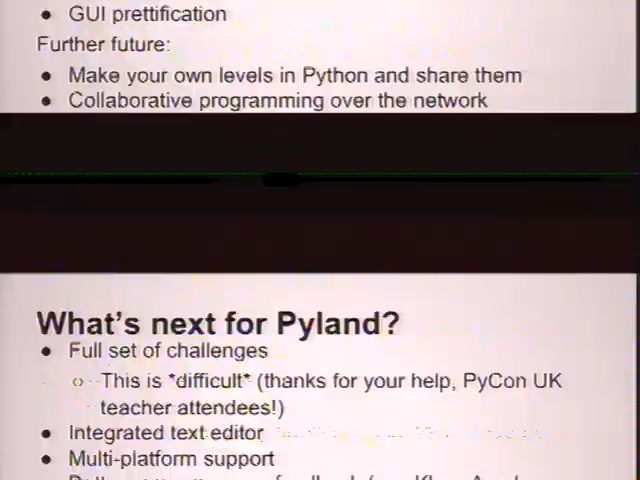 ● GUI prettification
Further future:
● Make your own levels in Python and share them
● Collaborative programming over the network
What's next for Pyland?
● Full set of challenges
○ This is *difficult* (thanks for your help, PyCon UK
teacher attendees!)
● Integrated text editor
● Multi-platform support